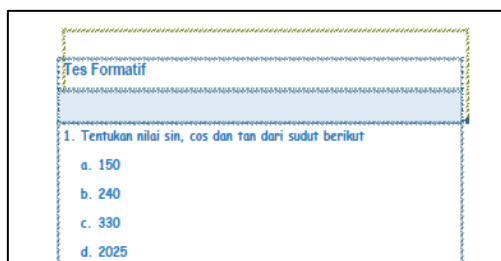 Tes Formatif
1. Tentukan nilai sin, cos dan tan dari sudut berikut
a. 150
b. 240
c. 330
d. 2025